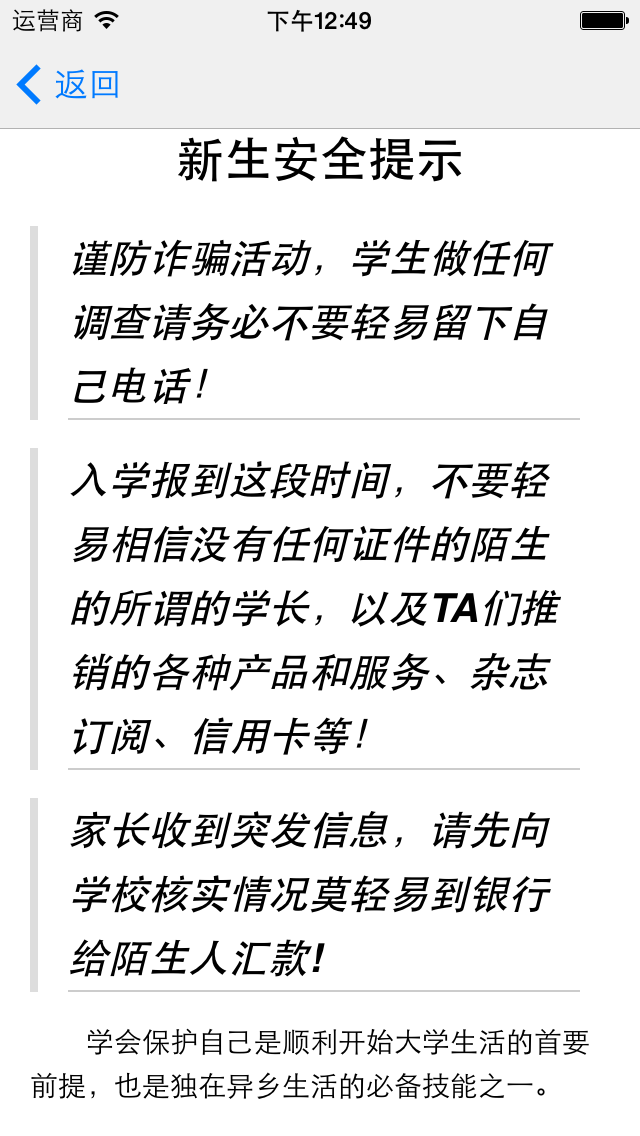 运营商 下午12:49
返回
新生安全提示
谨防诈骗活动，学生做任何
调查请务必不要轻易留下自
己电话！
入学报到这段时间，不要轻
易相信没有任何证件的陌生
的所谓的学长，以及TA们推
销的各种产品和服务、杂志
订阅、信用卡等！
家长收到突发信息，请先向
学校核实情况莫轻易到银行
给陌生人汇款!
学会保护自己是顺利开始大学生活的首要
前提，也是独在异乡生活的必备技能之一。